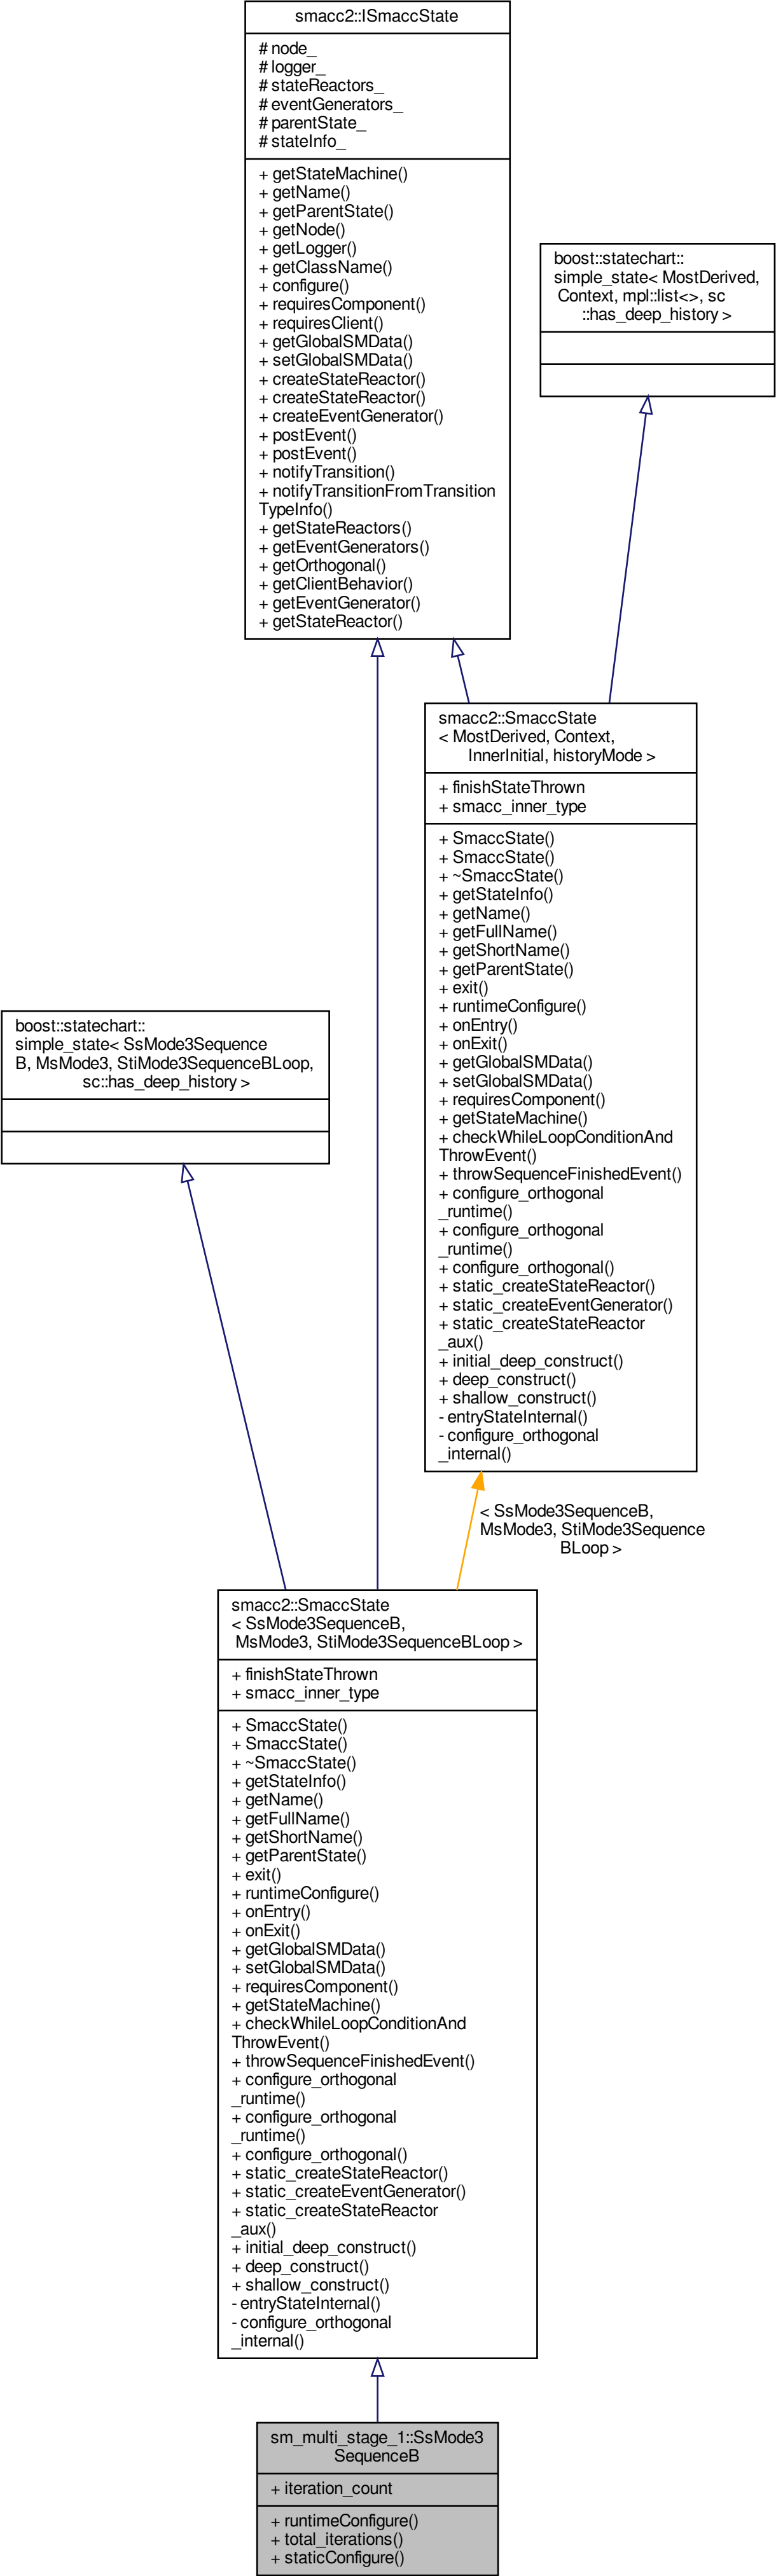 smacc2::ISmaccState
# node_
# logger_
# stateReactors_
# eventGenerators_
# parentState_
# stateInfo_
+ getStateMachine()
+ getName()
+ getParentState()
+ getNode()
+ getLogger()
+ getClassName()
+ configure()
+ requiresComponent()
+ requiresClient()
+ getGlobalSMData()
+ setGlobalSMData()
+ createStateReactor()
+ createStateReactor()
+ createEventGenerator()
+ postEvent()
+ postEvent()
+ notifyTransition()
+ notifyTransitionFromTransition
TypeInfo()
+ getStateReactors()
+ getEventGenerators()
+ getOrthogonal()
+ getClientBehavior()
+ getEventGenerator()
+ getStateReactor()
boost::statechart::
simple_state< MostDerived,
Context, mpl::list<>, sc
::has_deep_history >
smacc2::SmaccState
< MostDerived, Context,
InnerInitial, historyMode >
+ finishStateThrown
+ smacc_inner_type
+ SmaccState()
+ SmaccState()
+ ~SmaccState()
+ getStateInfo()
+ getName()
+ getFullName()
+ getShortName()
+ getParentState()
+ exit()
+ runtimeConfigure()
+ onEntry()
+ onExit()
+ getGlobalSMData()
+ setGlobalSMData()
+ requiresComponent()
+ getStateMachine()
+ checkWhileLoopConditionAnd
ThrowEvent()
+ throwSequenceFinishedEvent()
+ configure_orthogonal
_runtime()
+ configure_orthogonal
_runtime()
+ configure_orthogonal()
+ static_createStateReactor()
+ static_createEventGenerator()
+ static_createStateReactor
_aux()
+ initial_deep_construct()
+ deep_construct()
+ shallow_construct()
- entryStateInternal()
- configure_orthogonal
_internal()
boost::statechart::
simple_state< SsMode3Sequence
B, MsMode3, StiMode3SequenceBLoop,
sc::has_deep_history >
< SsMode3SequenceB,
MsMode3, StiMode3Sequence
BLoop >
smacc2::SmaccState
< SsMode3SequenceB,
MsMode3, StiMode3SequenceBLoop >
+ finishStateThrown
+ smacc_inner_type
+ SmaccState()
+ SmaccState()
+ ~SmaccState()
+ getStateInfo()
+ getName()
+ getFullName()
+ getShortName()
+ getParentState()
+ exit()
+ runtimeConfigure()
+ onEntry()
+ onExit()
+ getGlobalSMData()
+ setGlobalSMData()
+ requiresComponent()
+ getStateMachine()
+ checkWhileLoopConditionAnd
ThrowEvent()
+ throwSequenceFinishedEvent()
+ configure_orthogonal
_runtime()
+ configure_orthogonal
_runtime()
+ configure_orthogonal()
+ static_createStateReactor()
+ static_createEventGenerator()
+ static_createStateReactor
_aux()
+ initial_deep_construct()
+ deep_construct()
+ shallow_construct()
- entryStateInternal()
- configure_orthogonal
_internal()
sm_multi_stage_1::SsMode3
SequenceB
+ iteration_count
+ runtimeConfigure()
+ total_iterations()
+ staticConfigure()